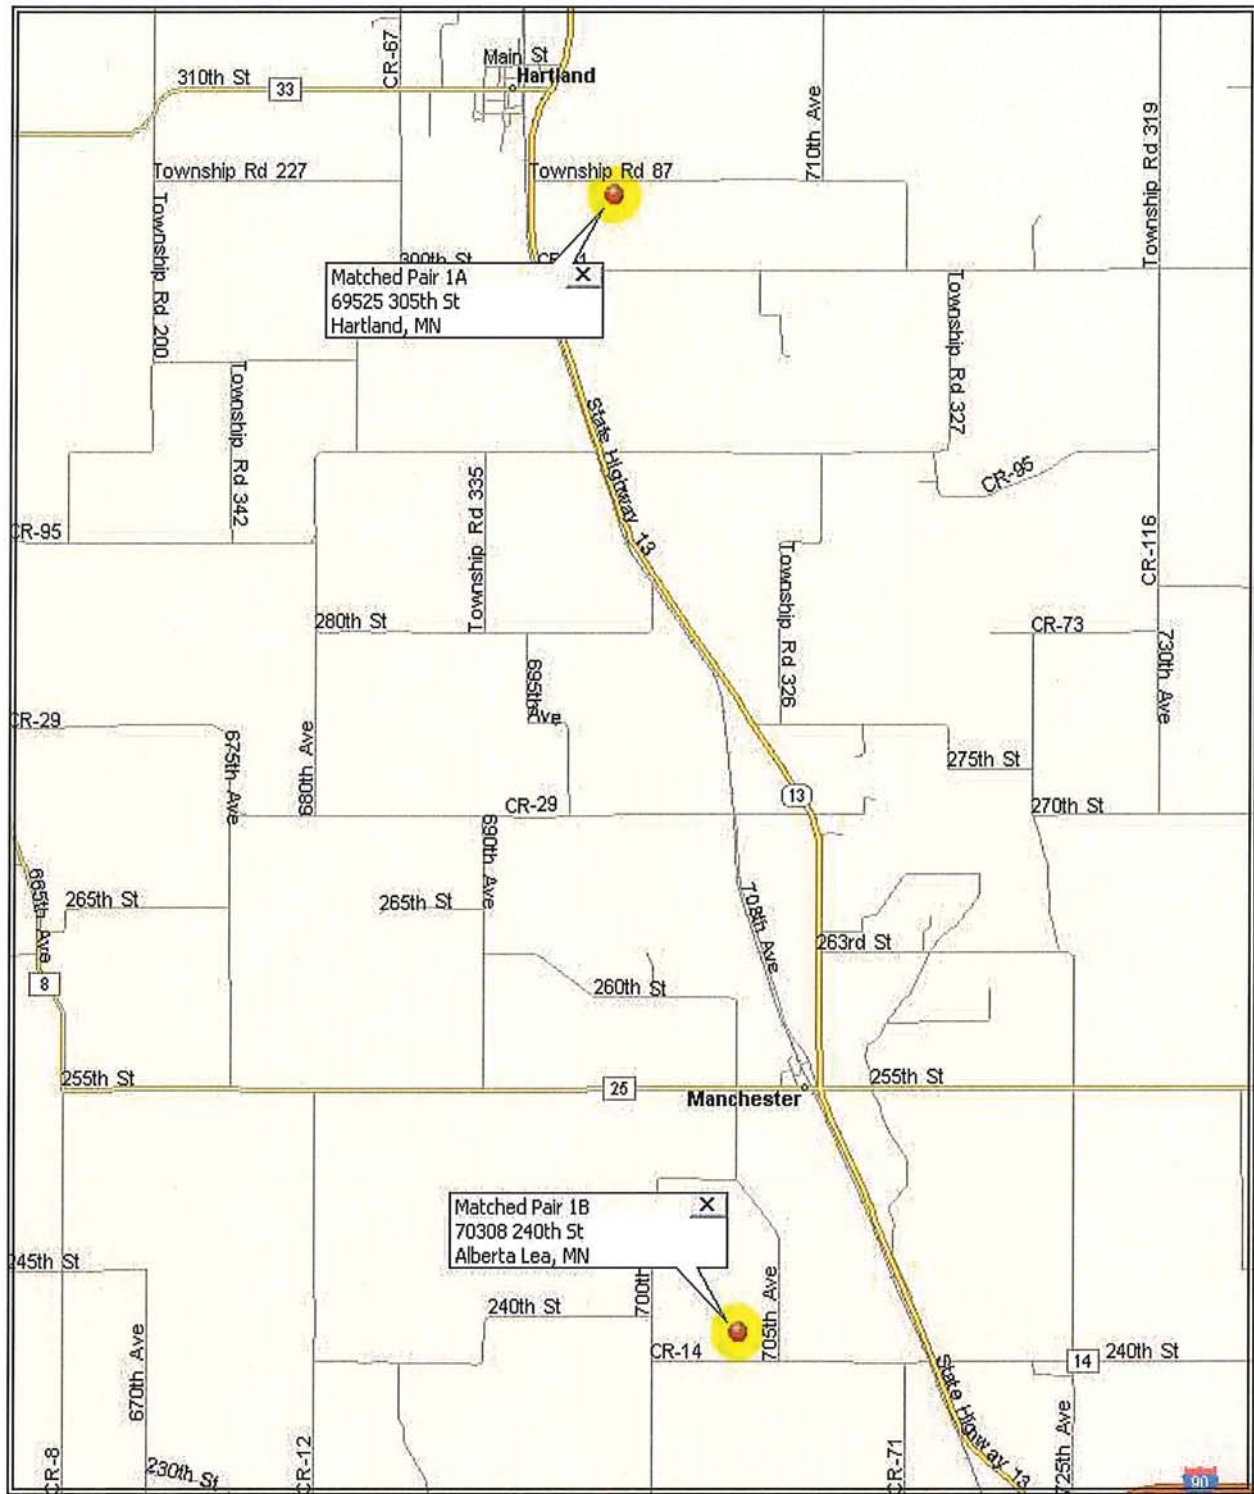 CR-67
Main St
Hartland
310th St
33
710th Ave
Township Rd 319
Township Rd 227
Township Rd 87
Township Rd 200
300th St
Matched Pair 1A
69525 305th St
Hartland, MN
Township Rd 327
Township Rd 342
State Highway 13
Township Rd 335
CR-95
CR-95
CR-116
Township Rd 326
280th St
CR-73
695th Ave
730th Ave
CR-29
675th Ave
680th Ave
275th St
13
CR-29
270th St
690th Ave
665th Ave
265th St
265th St
708th Ave
263rd St
8
260th St
255th St
25
255th St
Manchester
Matched Pair 1B
70308 240th St
Alberta Lea, MN
245th St
700th
705th Ave
240th St
CR-14
14
240th St
670th Ave
State Highway 13
725th Ave
CR-8
230th St
CR-12
CR-71
90